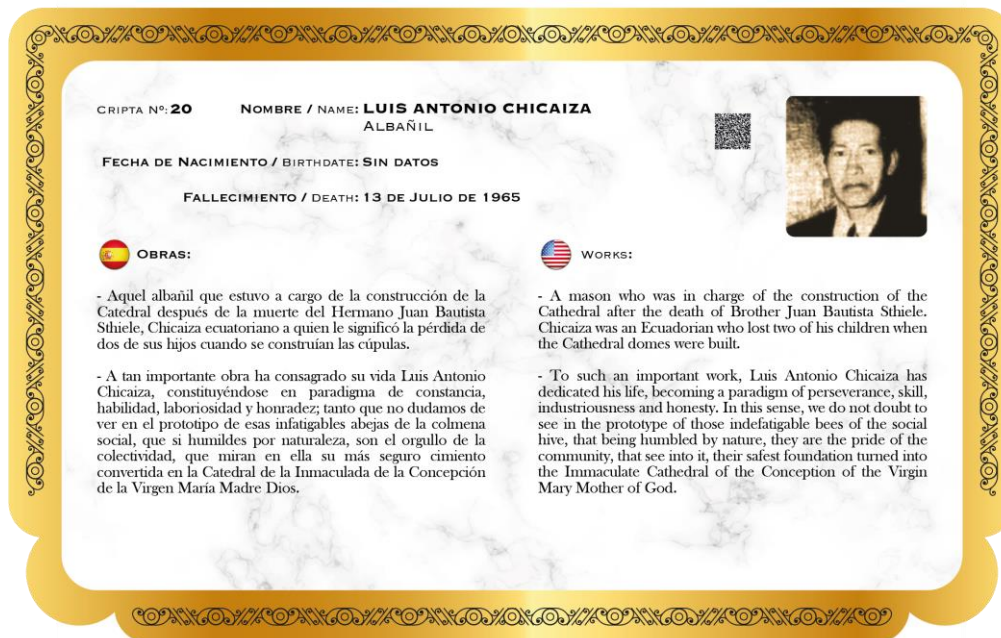 CRIPTA Nº: 20
NOMBRE / NAME: LUIS ANTONIO CHICAIZA
ALBAÑIL
FECHA DE NACIMIENTO / BIRTHDATE: SIN DATOS
FALLECIMIENTO / DEATH: 13 DE JULIO DE 1965
OBRAS:
- Aquel albañil que estuvo a cargo de la construcción de la
Catedral después de la muerte del Hermano Juan Bautista
Sthiele, Chicaiza ecuatoriano a quien le significó la pérdida de
dos de sus hijos cuando se construían las cúpulas.
- A tan importante obra ha consagrado su vida Luis Antonio
Chicaiza, constituyéndose en paradigma de constancia,
habilidad, laboriosidad y honradez; tanto que no dudamos de
ver en el prototipo de esas infatigables abejas de la colmena
social, que si humildes por naturaleza, son el orgullo de la
colectividad, que miran en ella su más seguro cimiento
convertida en la Catedral de la Inmaculada de la Concepción
de la Virgen María Madre Dios.
WORKS:
- A mason who was in charge of the construction of the
Cathedral after the death of Brother Juan Bautista Sthiele.
Chicaiza was an Ecuadorian who lost two of his children when
the Cathedral domes were built.
- To such an important work, Luis Antonio Chicaiza has
dedicated his life, becoming a paradigm of perseverance, skill,
industriousness and honesty. In this sense, we do not doubt to
see in the prototype of those indefatigable bees of the social
hive, that being humbled by nature, they are the pride of the
community, that see into it, their safest foundation turned into
the Immaculate Cathedral of the Conception of the Virgin
Mary Mother of God.